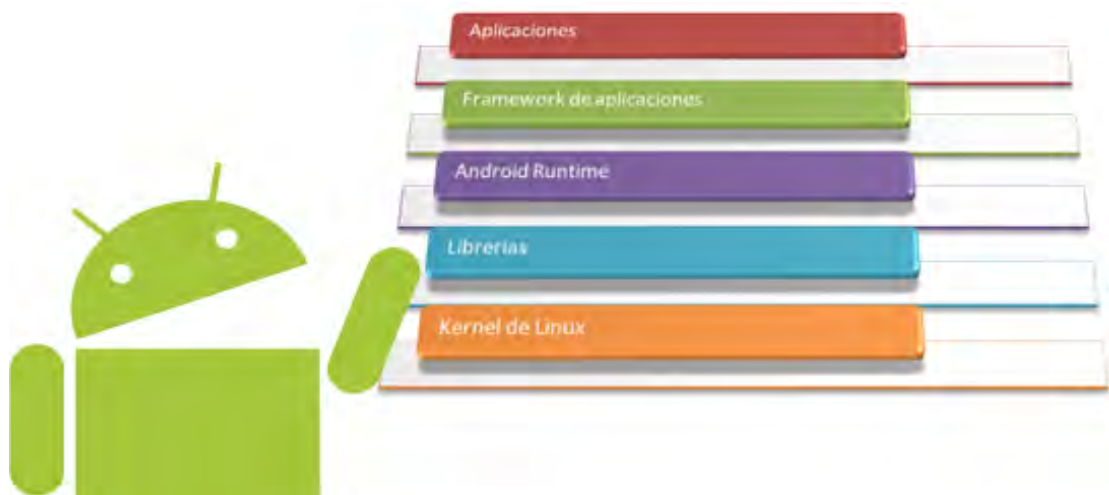 Aplicaciones
Framework de aplicaciones
Android Runtime
Librerías
Kernel de Linux